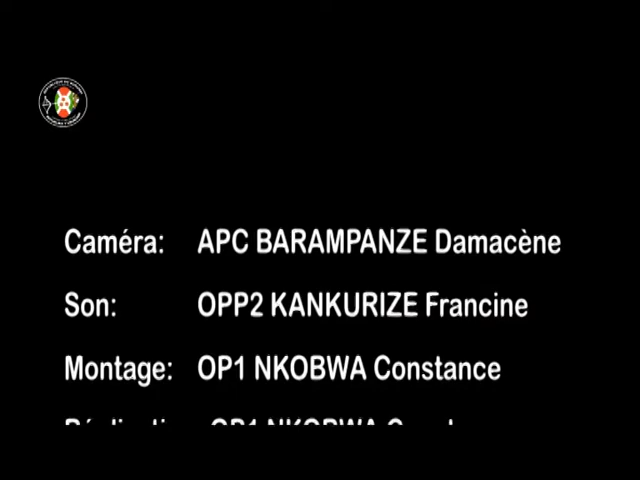 Caméra: APC BARAMPANZE Damacène
Son: OPP2 KANKURIZE Francine
Montage: OP1 NKOBWA Constance